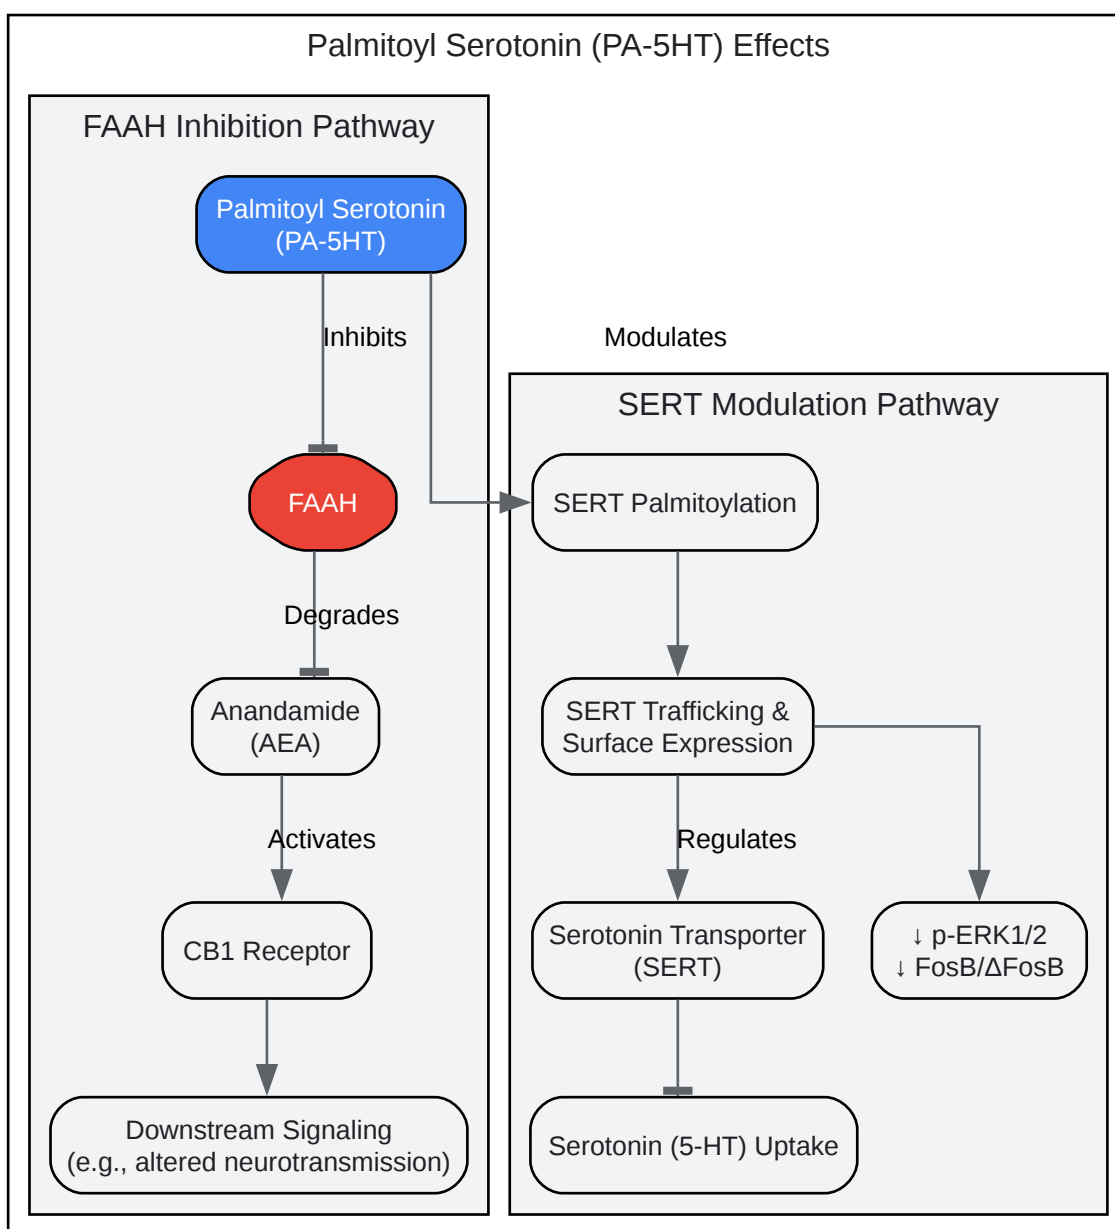 Palmitoyl Serotonin (PA-5HT) Effects
FAAH Inhibition Pathway
Palmitoyl Serotonin
(PA-5HT)
Inhibits
Modulates
SERT Modulation Pathway
FAAH
SERT Palmitoylation
Degrades
Anandamide
(AEA)
SERT Trafficking &
Surface Expression
Activates
Regulates
CB1 Receptor
Serotonin Transporter
(SERT)
↓ p-ERK1/2
↓ FosB/ΔFosB
Downstream Signaling
(e.g., altered neurotransmission)
Serotonin (5-HT) Uptake